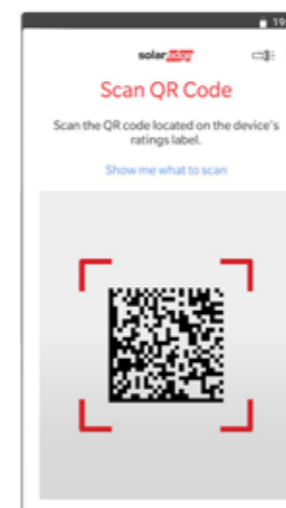 19
solaredge
Scan QR Code
Scan the QR code located on the device's
ratings label.
Show me what to scan